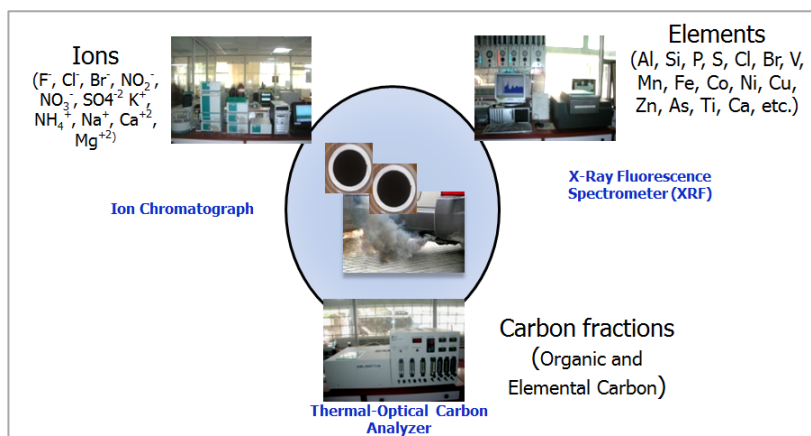 Ions
(F⁻, Cl⁻, Br⁻, NO₂⁻,
NO₃⁻, SO4⁻² K⁺,
NH₄⁺, Na⁺, Ca⁺²,
Mg⁺²⁾
Ion Chromatograph
Elements
(Al, Si, P, S, Cl, Br, V,
Mn, Fe, Co, Ni, Cu,
Zn, As, Ti, Ca, etc.)
X-Ray Fluorescence
Spectrometer (XRF)
Carbon fractions
(Organic and
Elemental Carbon)
Thermal-Optical Carbon
Analyzer